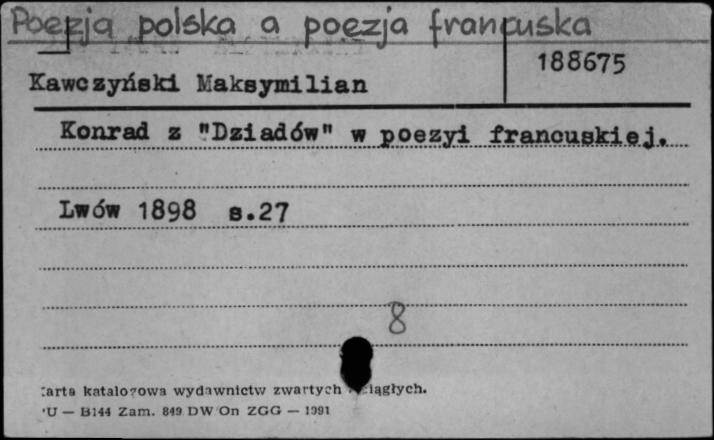 Poezja polska a poezja francuska
188675
Kawczyński Maksymilian
Konrad z "Dziadów" w poezyi francuskiej.
Lwów 1898 s.27
8
arta katalogowa wydawnictw zwartych iągłych.
U — B144 Zam. 849 DW On ZGG — 1991